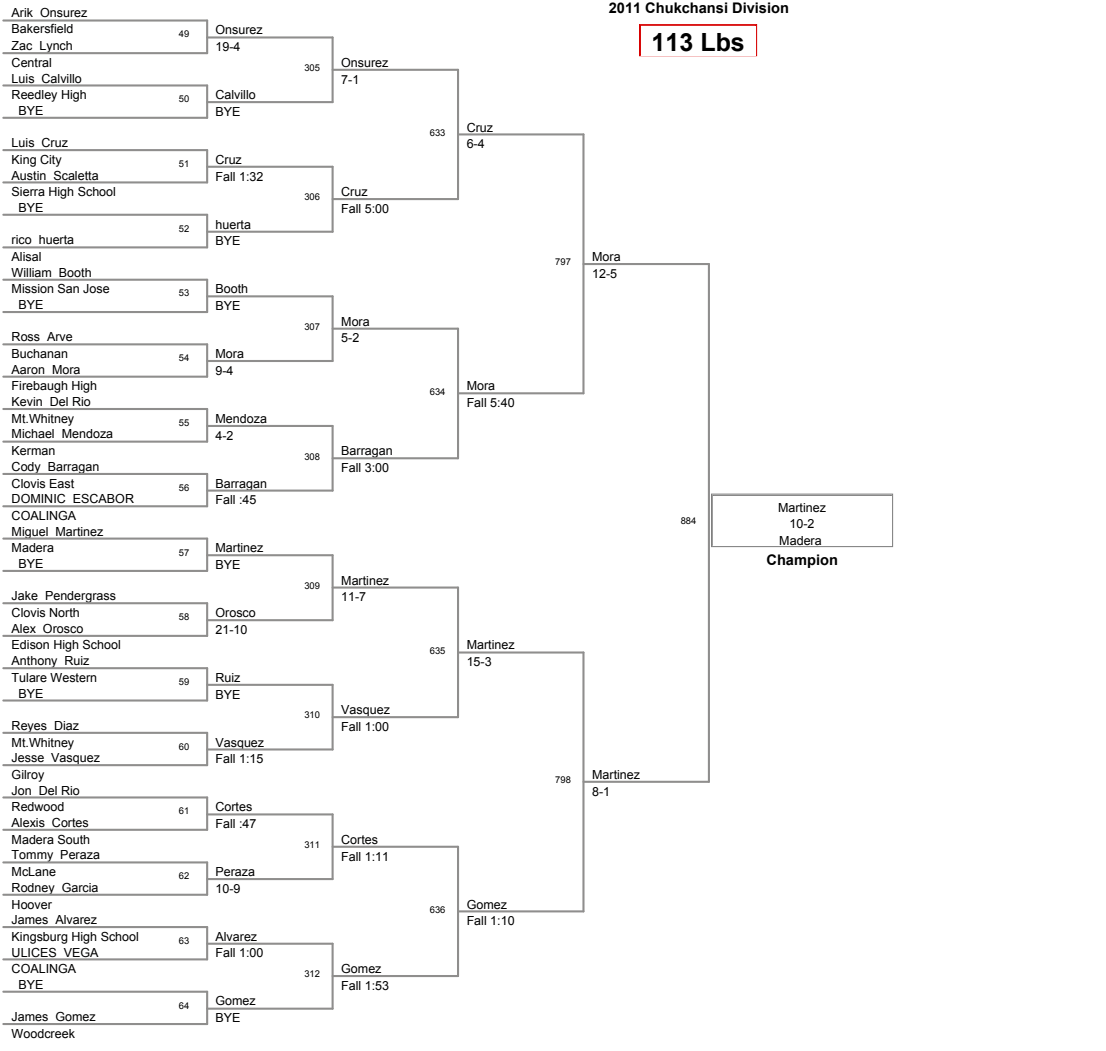 2011 Chukchansi Division
113 Lbs
Arik Onsurez
Bakersfield
Zac Lynch
Central
Luis Calvillo
Reedley High
BYE
Luis Cruz
King City
Austin Scaletta
Sierra High School
BYE
rico huerta
Alisal
William Booth
Mission San Jose
BYE
Ross Arve
Buchanan
Aaron Mora
Firebaugh High
Kevin Del Rio
Mt.Whitney
Michael Mendoza
Kerman
Cody Barragan
Clovis East
DOMINIC ESCABOR
COALINGA
Miguel Martinez
Madera
BYE
Jake Pendergrass
Clovis North
Alex Orosco
Edison High School
Anthony Ruiz
Tulare Western
BYE
Reyes Diaz
Mt.Whitney
Jesse Vasquez
Gilroy
Jon Del Rio
Redwood
Alexis Cortes
Madera South
Tommy Peraza
McLane
Rodney Garcia
Hoover
James Alvarez
Kingsburg High School
ULICES VEGA
COALINGA
BYE
James Gomez
Woodcreek
49
Onsurez
19-4
50
Calvillo
BYE
51
Cruz
Fall 1:32
52
huerta
BYE
53
Booth
BYE
54
Mora
9-4
55
Mendoza
4-2
56
Barragan
Fall :45
57
Martinez
BYE
58
Orosco
21-10
59
Ruiz
BYE
60
Vasquez
Fall 1:15
61
Cortes
Fall :47
62
Peraza
10-9
63
Alvarez
Fall 1:00
64
Gomez
BYE
305
Onsurez
7-1
306
Cruz
Fall 5:00
307
Mora
5-2
308
Barragan
Fall 3:00
309
Martinez
11-7
310
Vasquez
Fall 1:00
311
Cortes
Fall 1:11
312
Gomez
Fall 1:53
633
Cruz
6-4
634
Mora
Fall 5:40
635
Martinez
15-3
636
Gomez
Fall 1:10
797
Mora
12-5
798
Martinez
8-1
884
Martinez
10-2
Madera
Champion